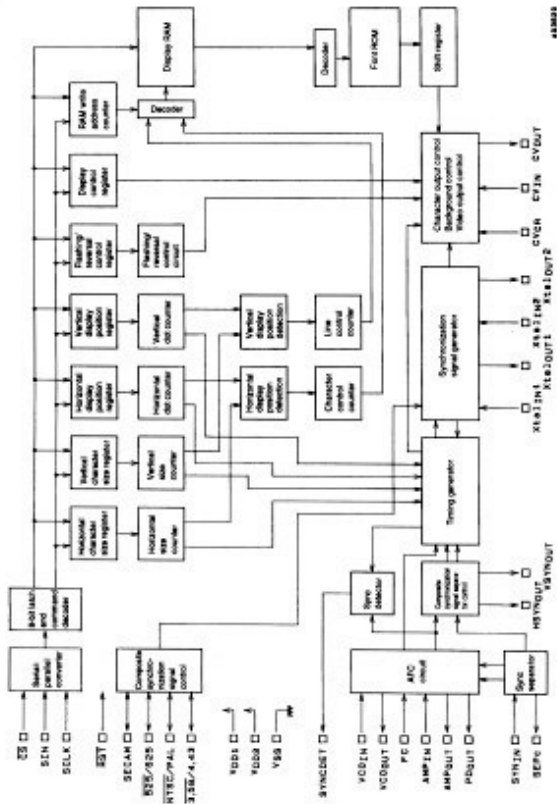 CS
SIN
SCLK
RST
SECAM
525/625
NTSC/PAL
3.58/4.43
VDD1
VDD2
VSS
SYNCDET
VCOIN
VCOOUT
FC
AMPIN
AMPOUT
PDOUT
SYNIN
SEPC
Serial-parallel converter
8-bit latch and command decoder
Composite synchronization signal control
AFC circuit
Sync separator
Horizontal character size register
Vertical character size register
Horizontal display position register
Vertical display position register
Flashing/reversal control register
Display control register
RAM write address counter
Horizontal size counter
Vertical size counter
Horizontal dot counter
Vertical dot counter
Flashing/reversal control circuit
Decoder
Display RAM
Horizontal display position detection
Vertical display position detection
Character control counter
Line control counter
Decoder
Font ROM
Shift register
Sync detector
Composite synchronization signal separator control
Timing generator
Synchronization signal generator
Character output control
Background control
Video output control
HSYNOUT
VSYNOUT
XtalIN1
XtalOUT1
XtalIN2
XtalOUT2
CVCR
CVIN
CVOUT